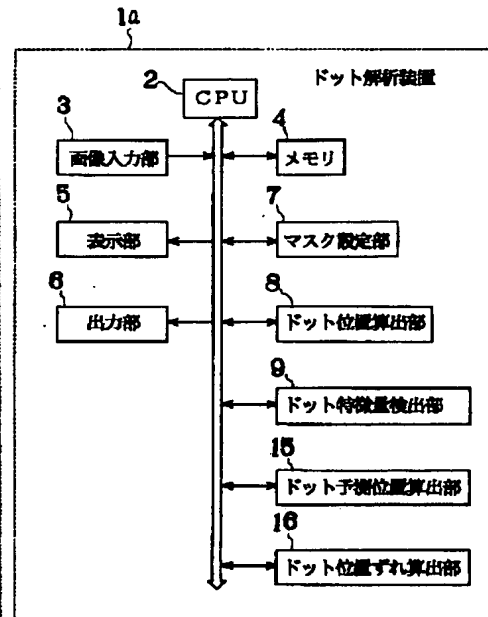 1a
ドット解析装置
2
CPU
3
画像入力部
4
メモリ
5
表示部
7
マスク設定部
6
出力部
8
ドット位置算出部
9
ドット特徴量検出部
15
ドット予測位置算出部
16
ドット位置ずれ算出部